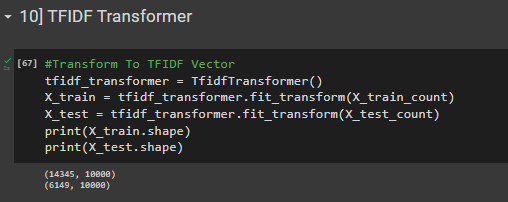 10] TFIDF Transformer
[67] #Transform To TFIDF Vector
tfidf_transformer = TfidfTransformer()
X_train = tfidf_transformer.fit_transform(X_train_count)
X_test = tfidf_transformer.fit_transform(X_test_count)
print(X_train.shape)
print(X_test.shape)
(14345, 10000)
(6149, 10000)